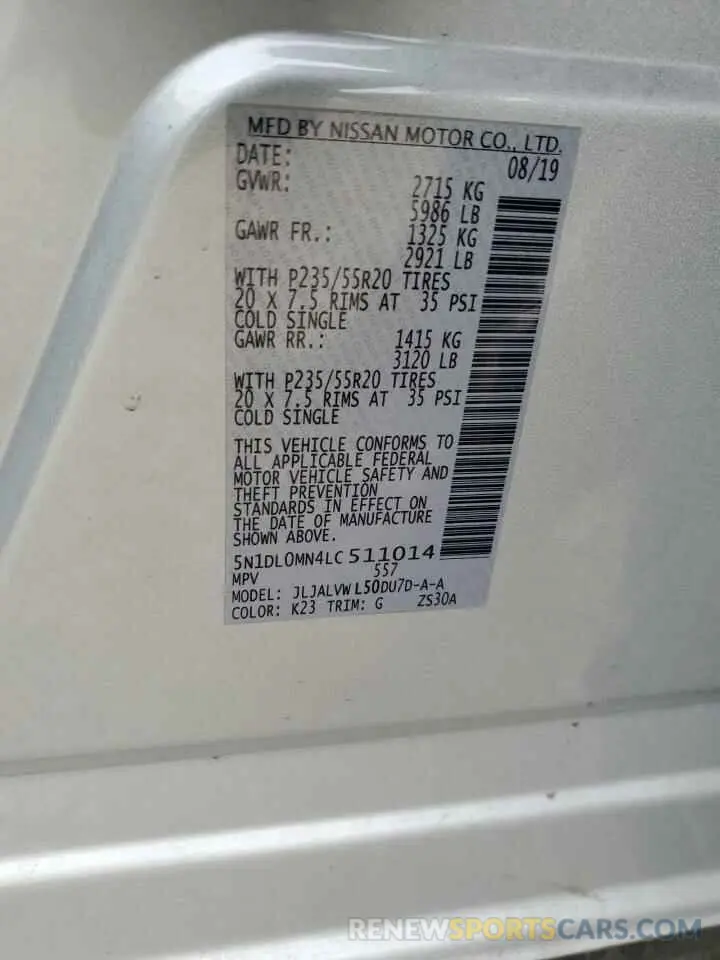 MFD BY NISSAN MOTOR CO., LTD.
DATE: 08/19
GVWR: 2715 KG
5986 LB
GAWR FR.: 1325 KG
2921 LB
WITH P235/55R20 TIRES
20 X 7.5 RIMS AT 35 PSI
COLD SINGLE
GAWR RR.: 1415 KG
3120 LB
WITH P235/55R20 TIRES
20 X 7.5 RIMS AT 35 PSI
COLD SINGLE
THIS VEHICLE CONFORMS TO
ALL APPLICABLE FEDERAL
MOTOR VEHICLE SAFETY AND
THEFT PREVENTION
STANDARDS IN EFFECT ON
THE DATE OF MANUFACTURE
SHOWN ABOVE.
5N1DL0MN4LC 511014
MPV 557
MODEL: JLJALVW L50DU7D-A-A
COLOR: K23 TRIM: G ZS30A
RENEWSPORTSCARS.COM